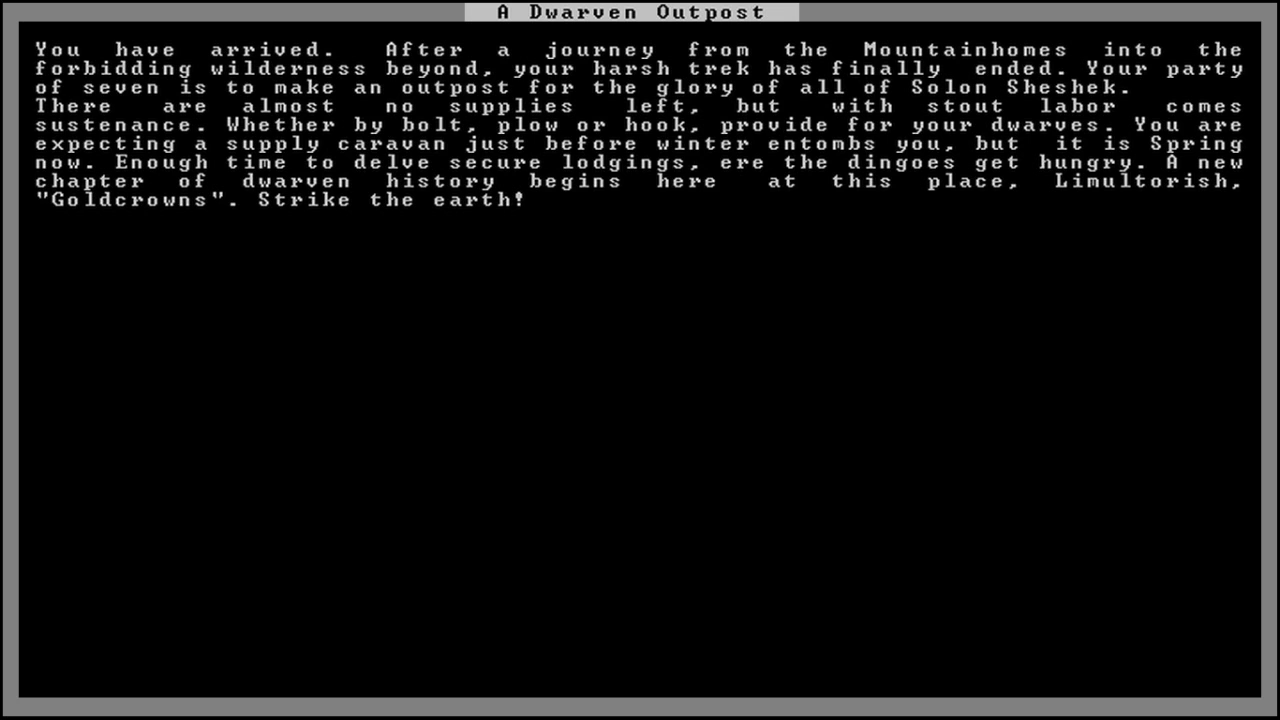 A Dwarven Outpost
You have arrived. After a journey from the Mountainhomes into the
forbidding wilderness beyond, your harsh trek has finally ended. Your party
of seven is to make an outpost for the glory of all of Solon Sheshek.
There are almost no supplies left, but with stout labor comes
sustenance. Whether by bolt, plow or hook, provide for your dwarves. You are
expecting a supply caravan just before winter entombs you, but it is Spring
now. Enough time to delve secure lodgings, ere the dingoes get hungry. A new
chapter of dwarven history begins here at this place, Limultorish,
"Goldcrowns". Strike the earth!